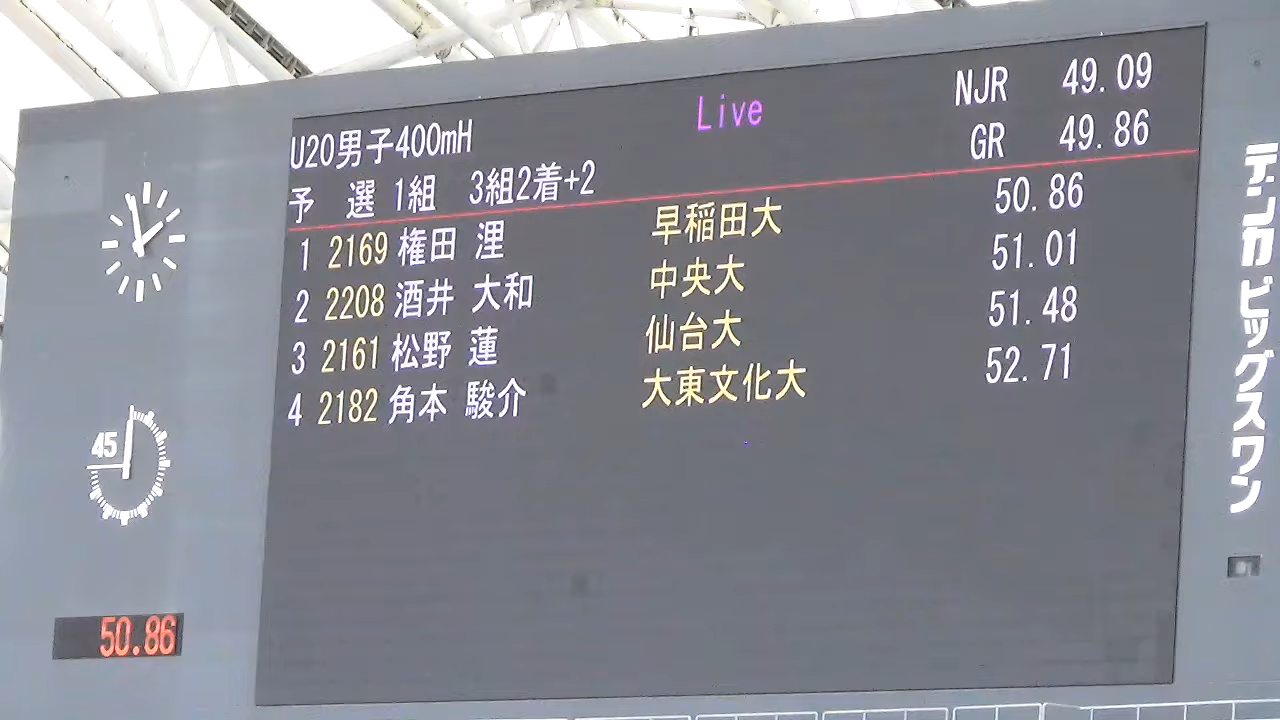 Live
NJR 49.09
U20男子400mH
GR 49.86
予 選 1組 3組2着+2
1 2169 権田 浬 早稲田大 50.86
2 2208 酒井 大和 中央大 51.01
3 2161 松野 蓮 仙台大 51.48
4 2182 角本 駿介 大東文化大 52.71
45
50.86
デンカビッグスワン